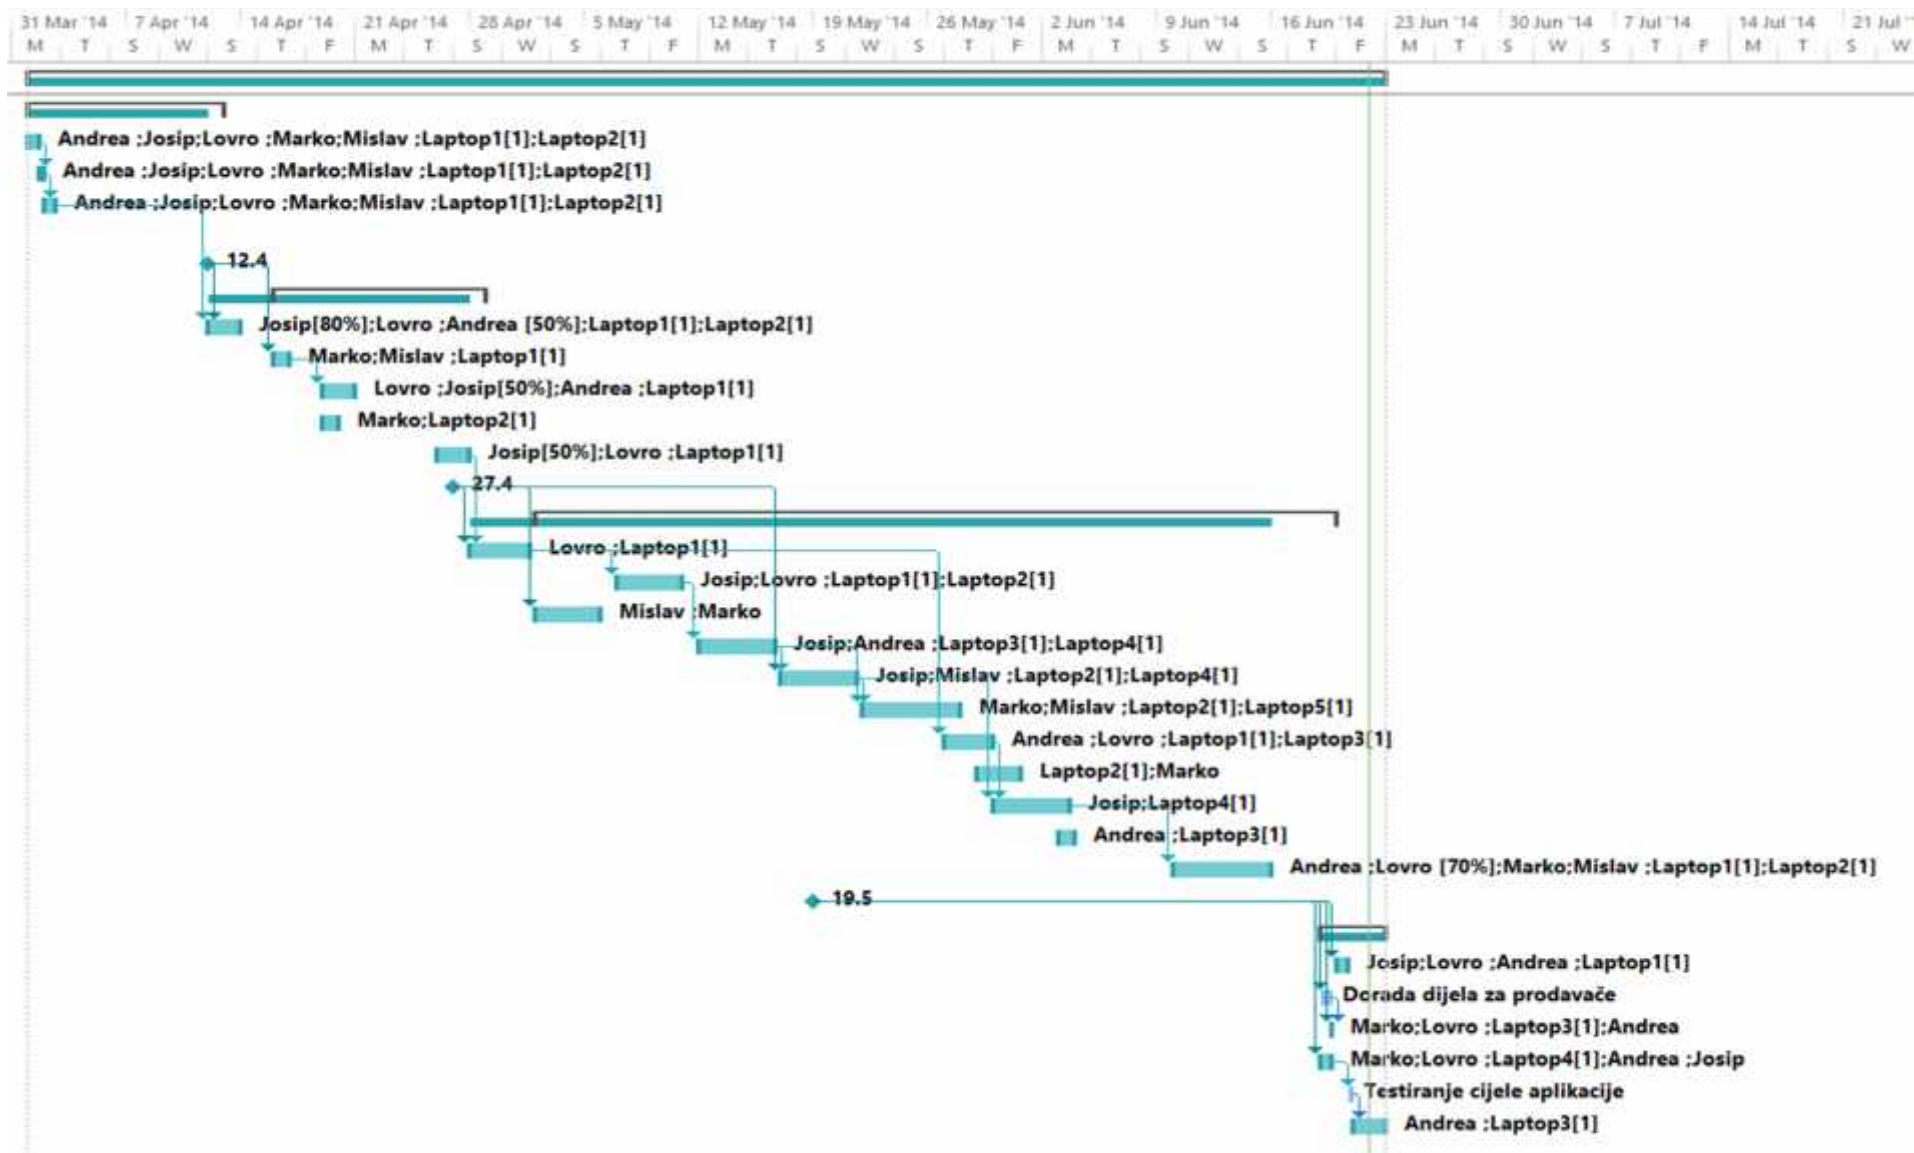 31 Mar '14 7 Apr '14 14 Apr '14 21 Apr '14 28 Apr '14 5 May '14 12 May '14 19 May '14 26 May '14 2 Jun '14 9 Jun '14 16 Jun '14 23 Jun '14 30 Jun '14 7 Jul '14 14 Jul '14 21 Jul '
M T S W S T F M T S W S T F M T S W S T F M T S W S T F M T S W S T F M T S W
Andrea ;Josip;Lovro ;Marko;Mislav ;Laptop1[1];Laptop2[1]
Andrea ;Josip;Lovro ;Marko;Mislav ;Laptop1[1];Laptop2[1]
Andrea ;Josip;Lovro ;Marko;Mislav ;Laptop1[1];Laptop2[1]
12.4
Josip[80%];Lovro ;Andrea [50%];Laptop1[1];Laptop2[1]
Marko;Mislav ;Laptop1[1]
Lovro ;Josip[50%];Andrea ;Laptop1[1]
Marko;Laptop2[1]
Josip[50%];Lovro ;Laptop1[1]
27.4
Lovro ;Laptop1[1]
Josip;Lovro ;Laptop1[1];Laptop2[1]
Mislav ;Marko
Josip;Andrea ;Laptop3[1];Laptop4[1]
Josip;Mislav ;Laptop2[1];Laptop4[1]
Marko;Mislav ;Laptop2[1];Laptop5[1]
Andrea ;Lovro ;Laptop1[1];Laptop3[1]
Laptop2[1];Marko
Josip;Laptop4[1]
Andrea ;Laptop3[1]
Andrea ;Lovro [70%];Marko;Mislav ;Laptop1[1];Laptop2[1]
19.5
Josip;Lovro ;Andrea ;Laptop1[1]
Dorada dijela za prodavače
Marko;Lovro ;Laptop3[1];Andrea
Marko;Lovro ;Laptop4[1];Andrea ;Josip
Testiranje cijele aplikacije
Andrea ;Laptop3[1]